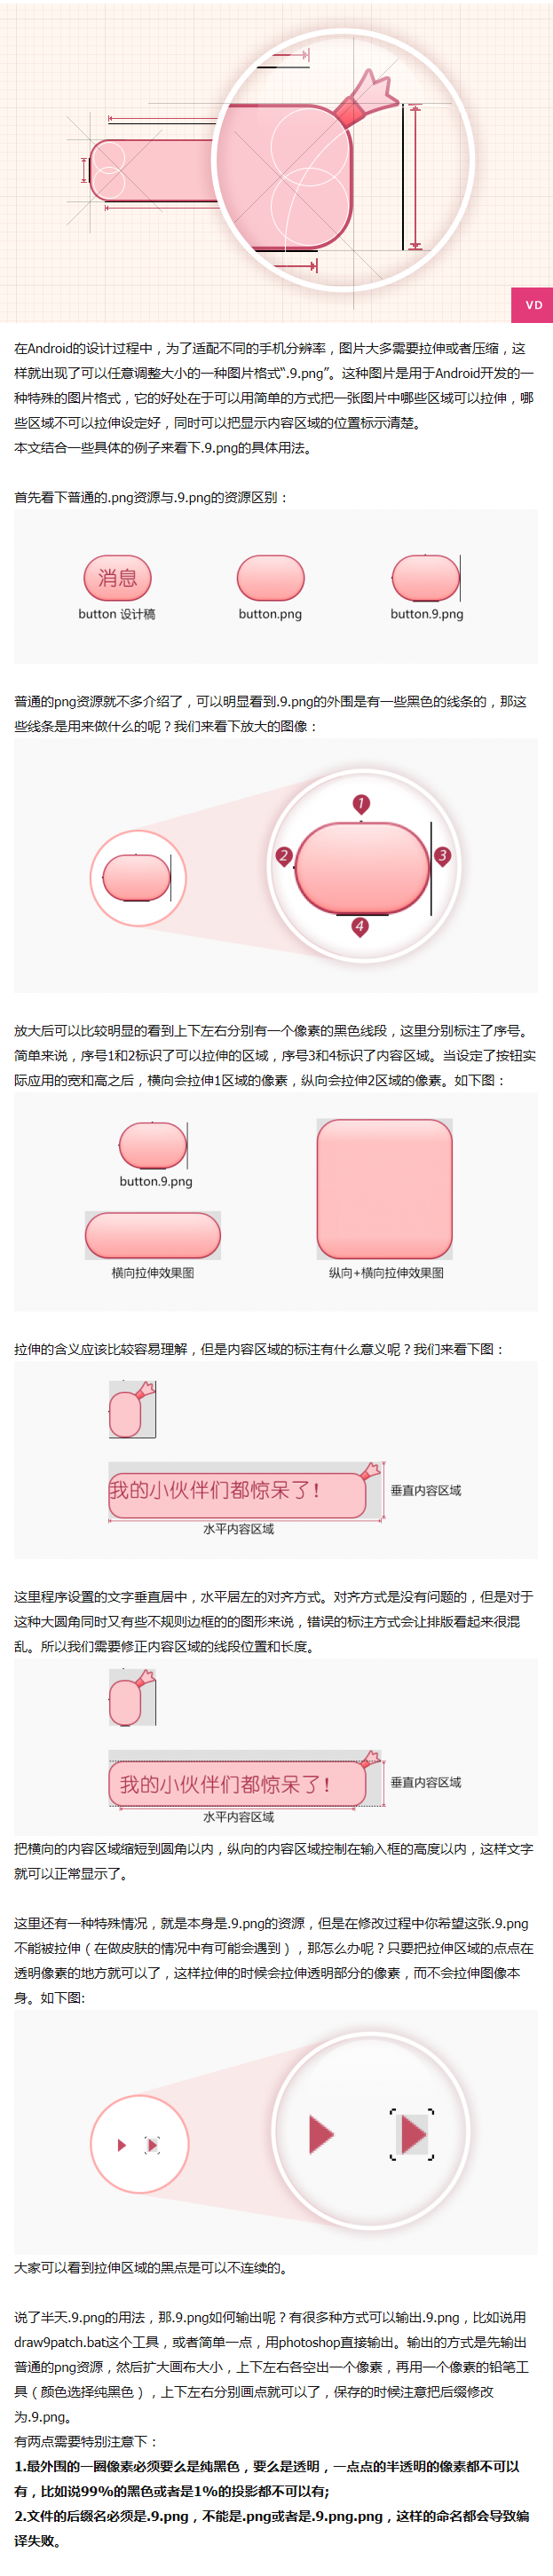 VD
在Android的设计过程中，为了适配不同的手机分辨率，图片大多需要拉伸或者压缩，这
样就出现了可以任意调整大小的一种图片格式“.9.png”。这种图片是用于Android开发的一
种特殊的图片格式，它的好处在于可以用简单的方式把一张图片中哪些区域可以拉伸，哪
些区域不可以拉伸设定好，同时可以把显示内容区域的位置标示清楚。
本文结合一些具体的例子来看下.9.png的具体用法。
首先看下普通的.png资源与.9.png的资源区别：
消息
button 设计稿
button.png
button.9.png
普通的png资源就不多介绍了，可以明显看到.9.png的外围是有一些黑色的线条的，那这
些线条是用来做什么的呢？我们来看下放大的图像：
1
2
3
4
放大后可以比较明显的看到上下左右分别有一个像素的黑色线段，这里分别标注了序号。
简单来说，序号1和2标识了可以拉伸的区域，序号3和4标识了内容区域。当设定了按钮实
际应用的宽和高之后，横向会拉伸1区域的像素，纵向会拉伸2区域的像素。如下图：
button.9.png
横向拉伸效果图
纵向+横向拉伸效果图
拉伸的含义应该比较容易理解，但是内容区域的标注有什么意义呢？我们来看下图：
我的小伙伴们都惊呆了！
垂直内容区域
水平内容区域
这里程序设置的文字垂直居中，水平居左的对齐方式。对齐方式是没有问题的，但是对于
这种大圆角同时又有些不规则边框的的图形来说，错误的标注方式会让排版看起来很混
乱。所以我们需要修正内容区域的线段位置和长度。
我的小伙伴们都惊呆了！
垂直内容区域
水平内容区域
把横向的内容区域缩短到圆角以内，纵向的内容区域控制在输入框的高度以内，这样文字
就可以正常显示了。
这里还有一种特殊情况，就是本身是.9.png的资源，但是在修改过程中你希望这张.9.png
不能被拉伸（在做皮肤的情况中有可能会遇到），那怎么办呢？只要把拉伸区域的点点在
透明像素的地方就可以了，这样拉伸的时候会拉伸透明部分的像素，而不会拉伸图像本
身。如下图:
大家可以看到拉伸区域的黑点是可以不连续的。
说了半天.9.png的用法，那.9.png如何输出呢？有很多种方式可以输出.9.png，比如说用
draw9patch.bat这个工具，或者简单一点，用photoshop直接输出。输出的方式是先输出
普通的png资源，然后扩大画布大小，上下左右各空出一个像素，再用一个像素的铅笔工
具（颜色选择纯黑色），上下左右分别画点就可以了，保存的时候注意把后缀修改
为.9.png。
有两点需要特别注意下：
1.最外围的一圈像素必须要么是纯黑色，要么是透明，一点点的半透明的像素都不可以
有，比如说99%的黑色或者是1%的投影都不可以有;
2.文件的后缀名必须是.9.png，不能是.png或者是.9.png.png，这样的命名都会导致编
译失败。